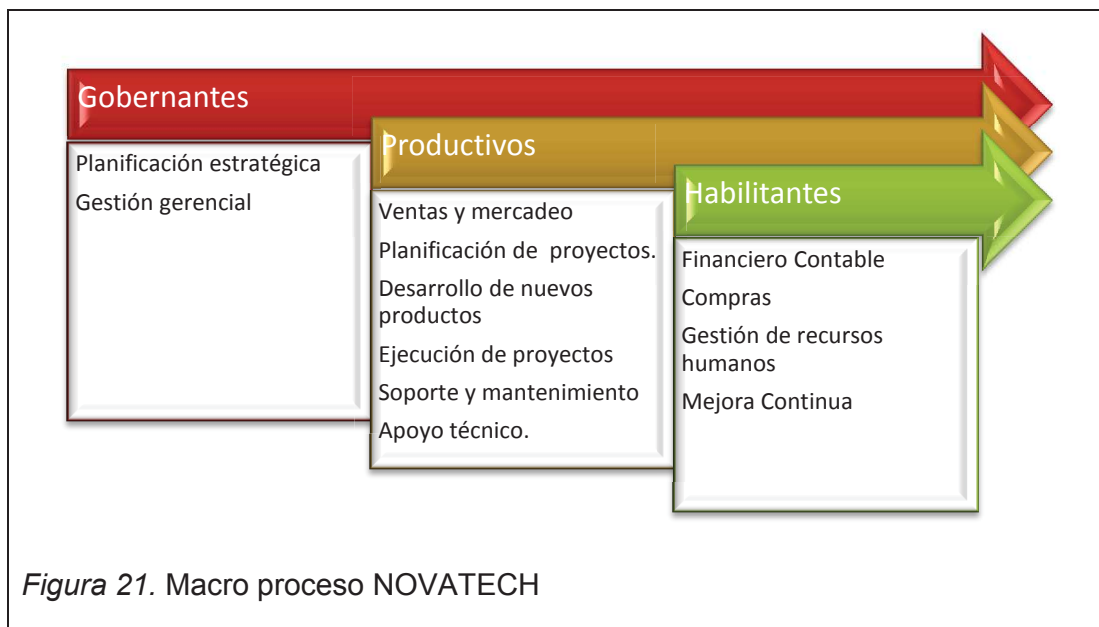 Gobernantes
Planificación estratégica
Gestión gerencial
Productivos
Ventas y mercadeo
Planificación de  proyectos.
Desarrollo de nuevos
productos
Ejecución de proyectos
Soporte y mantenimiento
Apoyo técnico.
Habilitantes
Financiero Contable
Compras
Gestión de recursos
humanos
Mejora Continua
Figura 21. Macro proceso NOVATECH